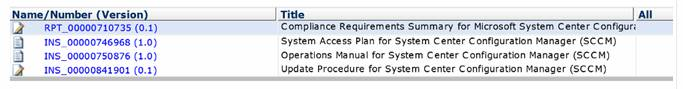 Name/Number (Version) Title All
RPT_00000710735 (0.1) Compliance Requirements Summary for Microsoft System Center Configura
INS_00000746968 (1.0) System Access Plan for System Center Configuration Manager (SCCM)
INS_00000750876 (1.0) Operations Manual for System Center Configuration Manager (SCCM)
INS_00000841901 (0.1) Update Procedure for System Center Configuration Manager (SCCM)